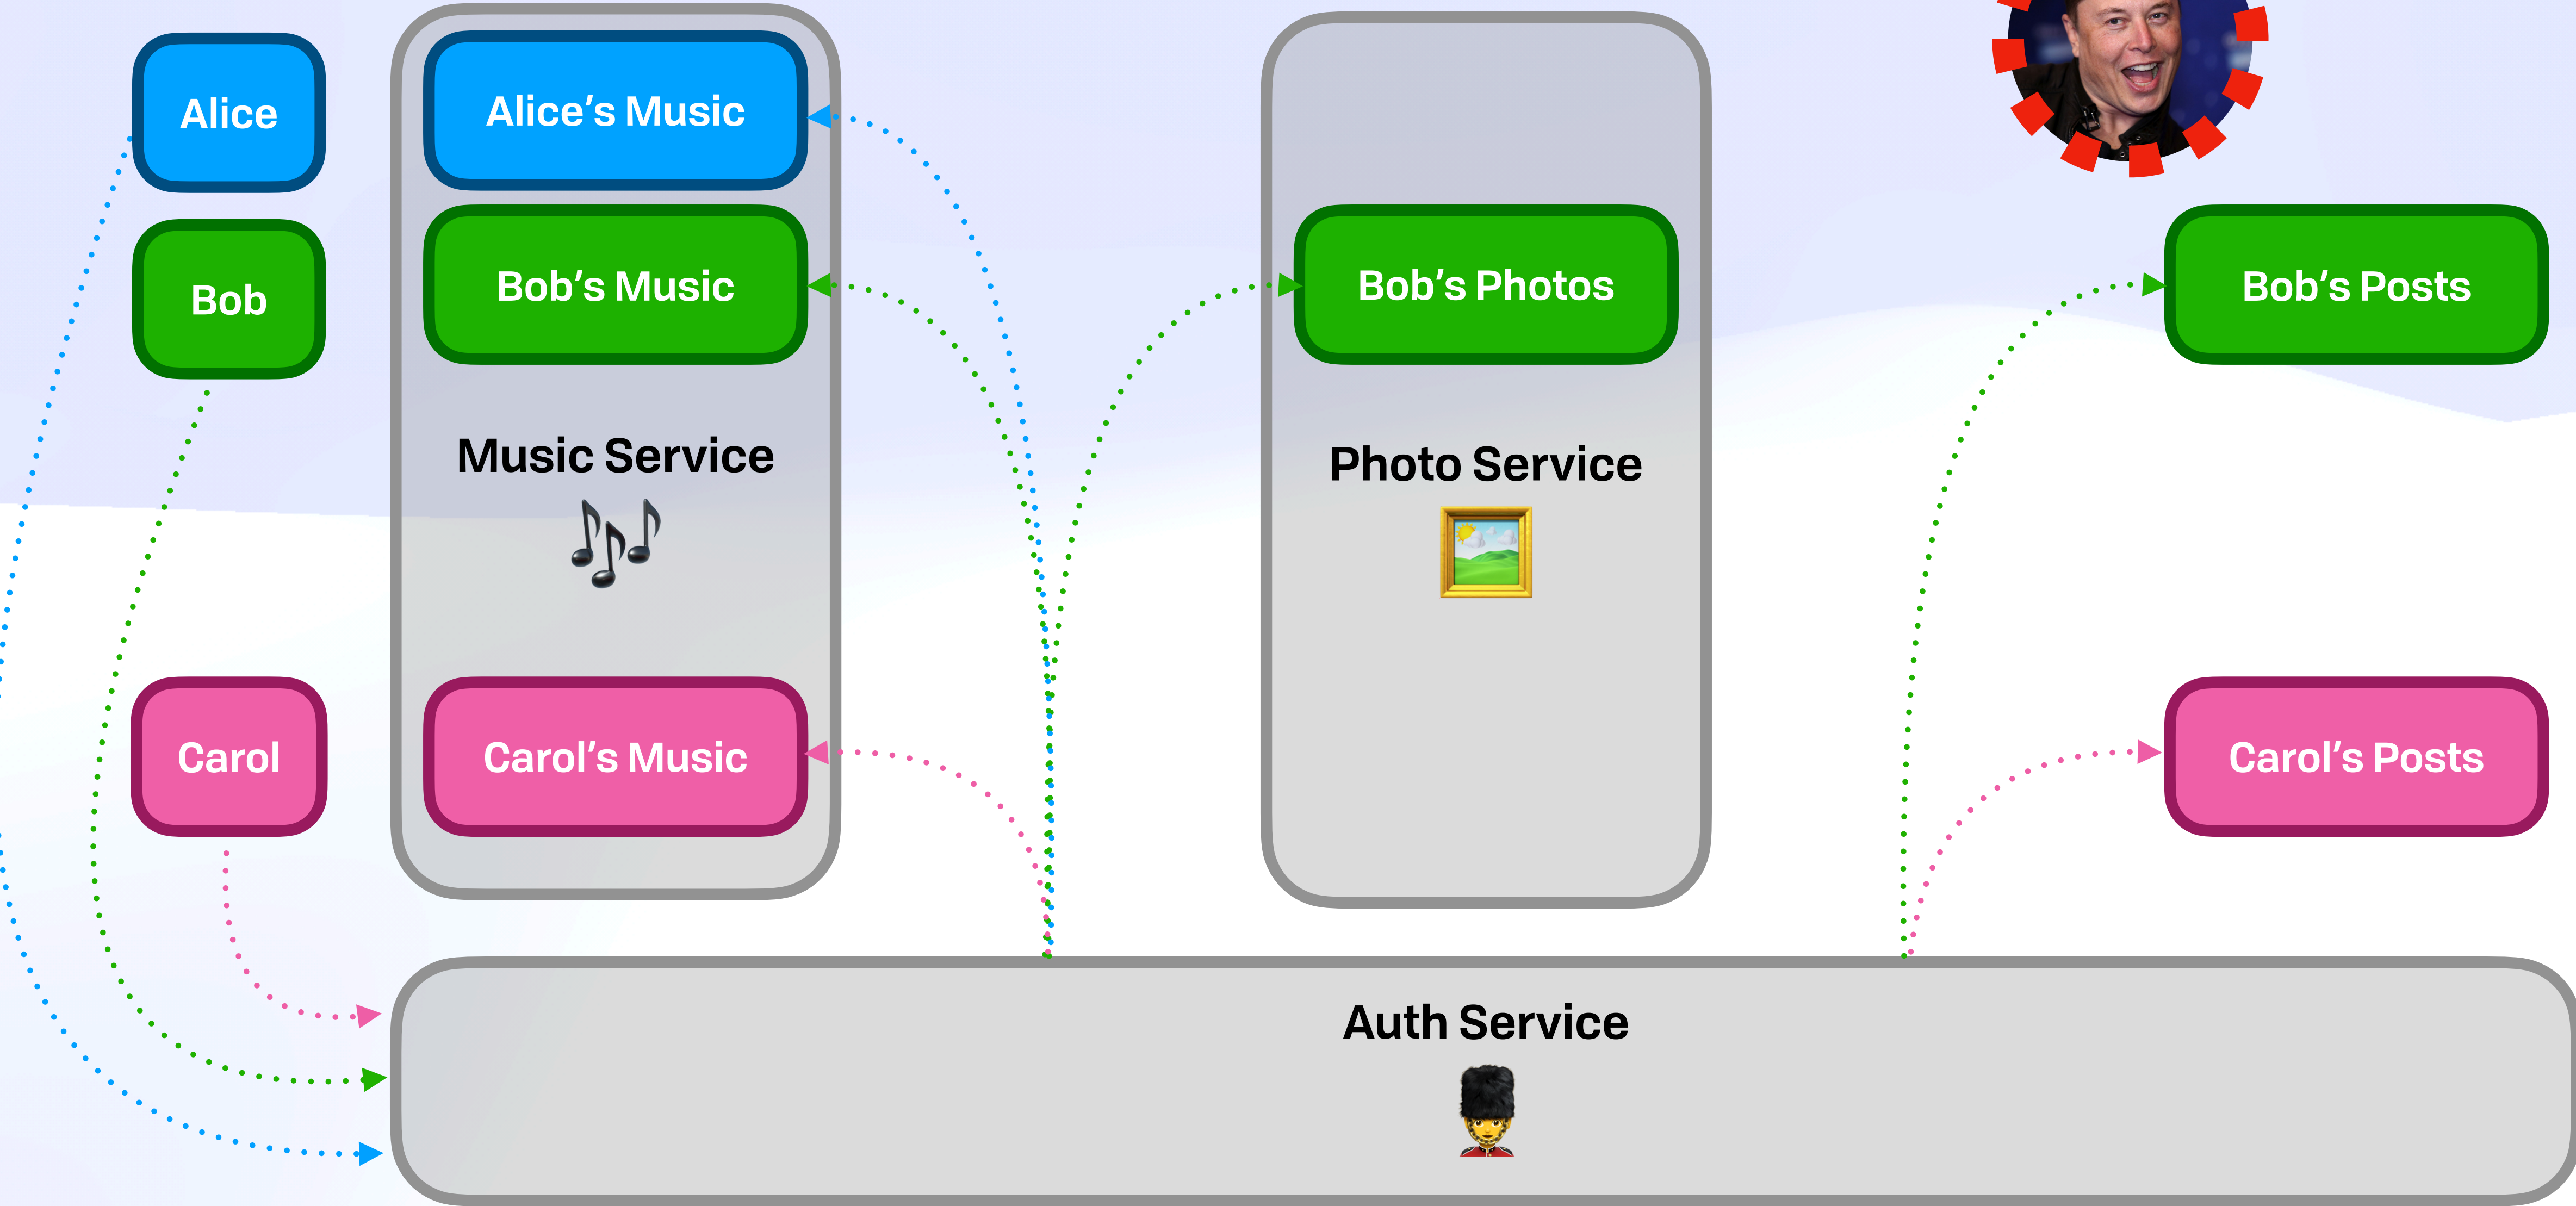 Alice
Alice’s Music
Bob
Bob’s Music
Bob’s Photos
Bob’s Posts
Music Service
Photo Service
Carol
Carol’s Music
Carol’s Posts
Auth Service